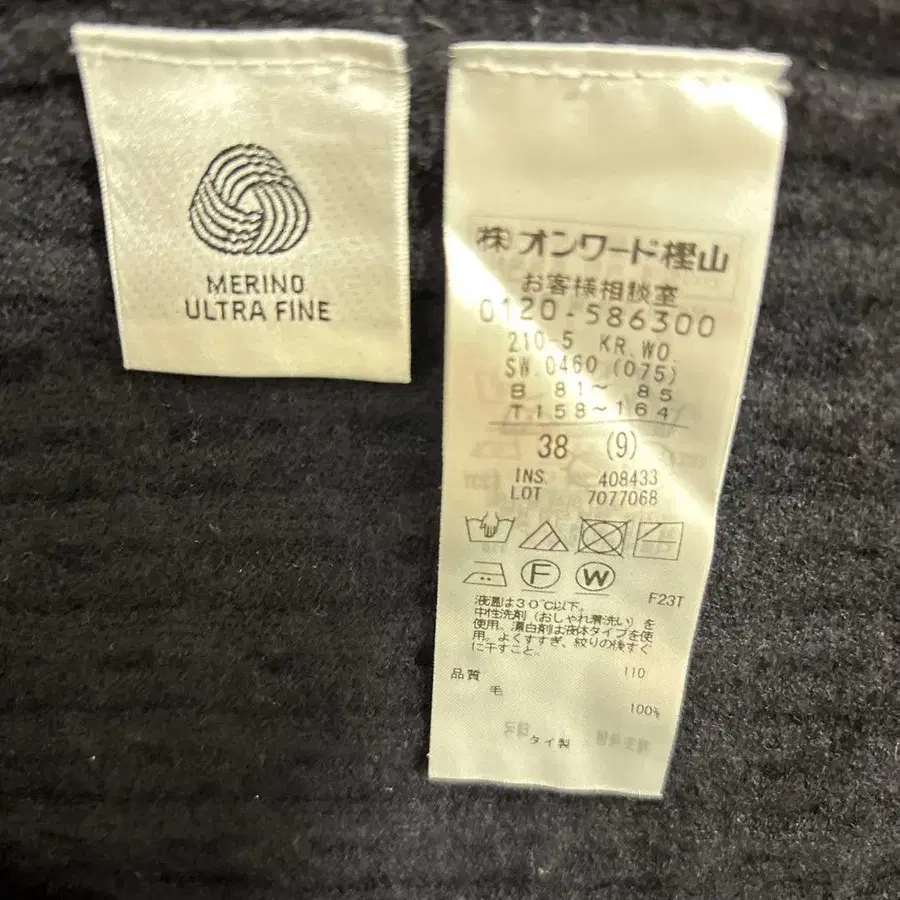 MERINO
ULTRA FINE
㈱オンワード樫山
お客様相談室
0120-586300
210-5 KR.WO.
SW.0460 (075)
B 81〜 85
T158〜164
38 (9)
INS. 408433
LOT 7077068
F
W
F23T
液温は30℃以下。
中性洗剤（おしゃれ着洗い）を
使用、漂白剤は液体タイプを使
用。よくすすぎ、絞りの後すぐ
に干すこと。
品質 110
毛
100%
タイ製